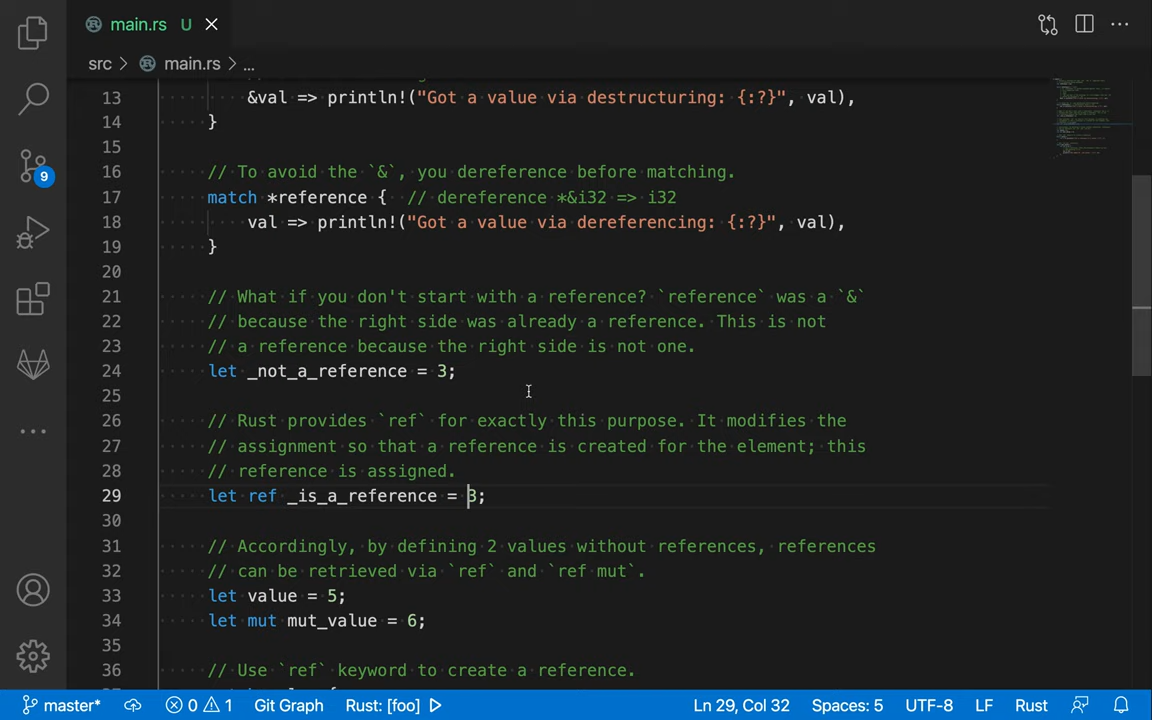 main.rs U
src > main.rs > ...
13 &val => println!("Got a value via destructuring: {:?}", val),
14 }
15
16 // To avoid the `&`, you dereference before matching.
17 match *reference { // dereference *&i32 => i32
18 val => println!("Got a value via dereferencing: {:?}", val),
19 }
20
21 // What if you don't start with a reference? `reference` was a `&`
22 // because the right side was already a reference. This is not
23 // a reference because the right side is not one.
24 let _not_a_reference = 3;
25
26 // Rust provides `ref` for exactly this purpose. It modifies the
27 // assignment so that a reference is created for the element; this
28 // reference is assigned.
29 let ref _is_a_reference = 3;
30
31 // Accordingly, by defining 2 values without references, references
32 // can be retrieved via `ref` and `ref mut`.
33 let value = 5;
34 let mut mut_value = 6;
35
36 // Use `ref` keyword to create a reference.
9
master* 0 1 Git Graph Rust: [foo] Ln 29, Col 32 Spaces: 5 UTF-8 LF Rust